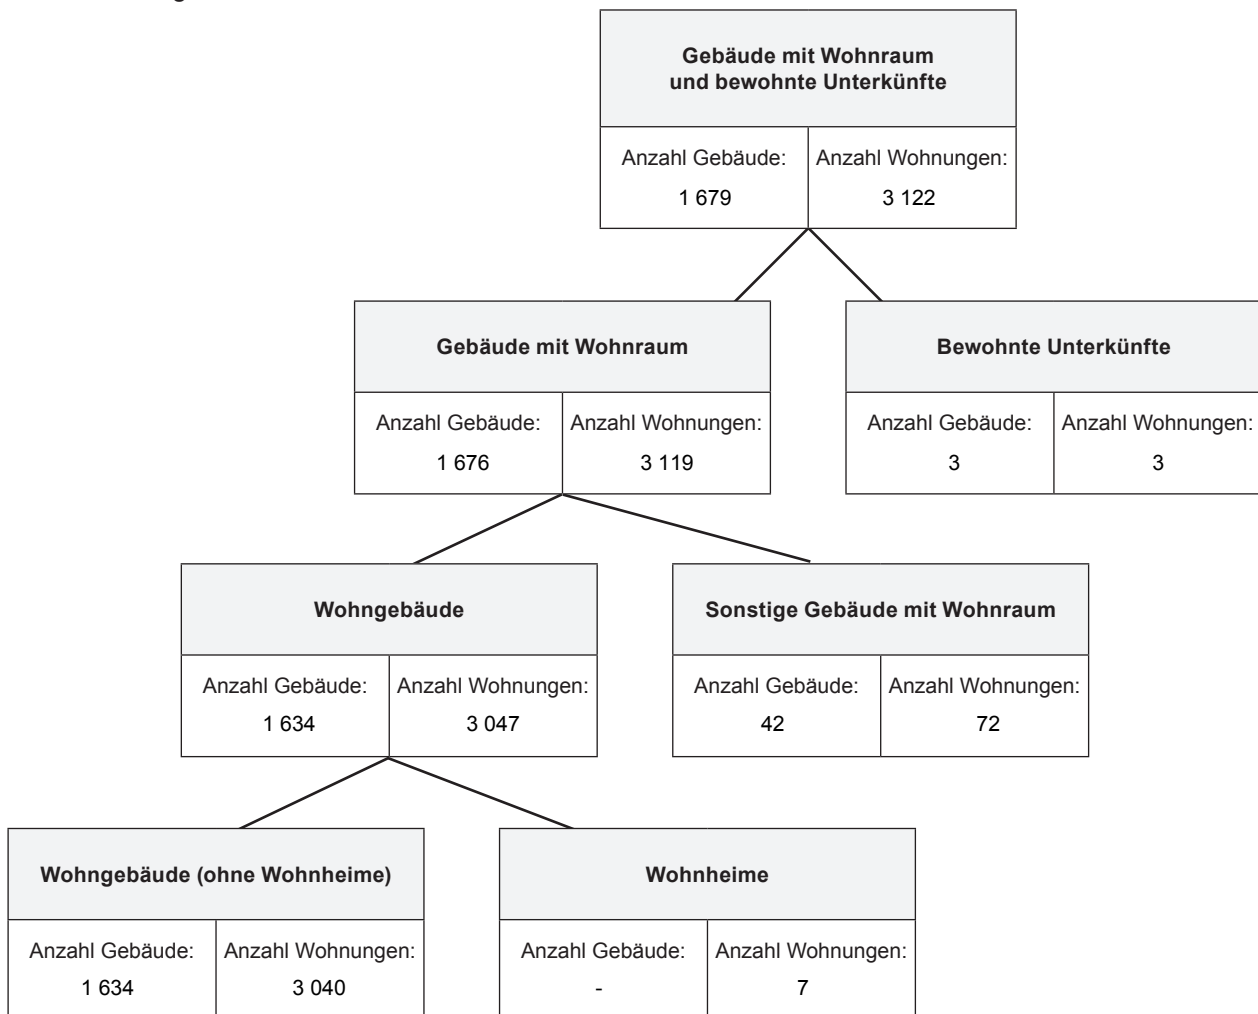 Gebäude mit Wohnraum
und bewohnte Unterkünfte
Anzahl Gebäude: Anzahl Wohnungen:
1 679 3 122
Gebäude mit Wohnraum Bewohnte Unterkünfte
Anzahl Gebäude: Anzahl Wohnungen: Anzahl Gebäude: Anzahl Wohnungen:
1 676 3 119 3 3
Wohngebäude Sonstige Gebäude mit Wohnraum
Anzahl Gebäude: Anzahl Wohnungen: Anzahl Gebäude: Anzahl Wohnungen:
1 634 3 047 42 72
Wohngebäude (ohne Wohnheime) Wohnheime
Anzahl Gebäude: Anzahl Wohnungen: Anzahl Gebäude: Anzahl Wohnungen:
1 634 3 040 - 7